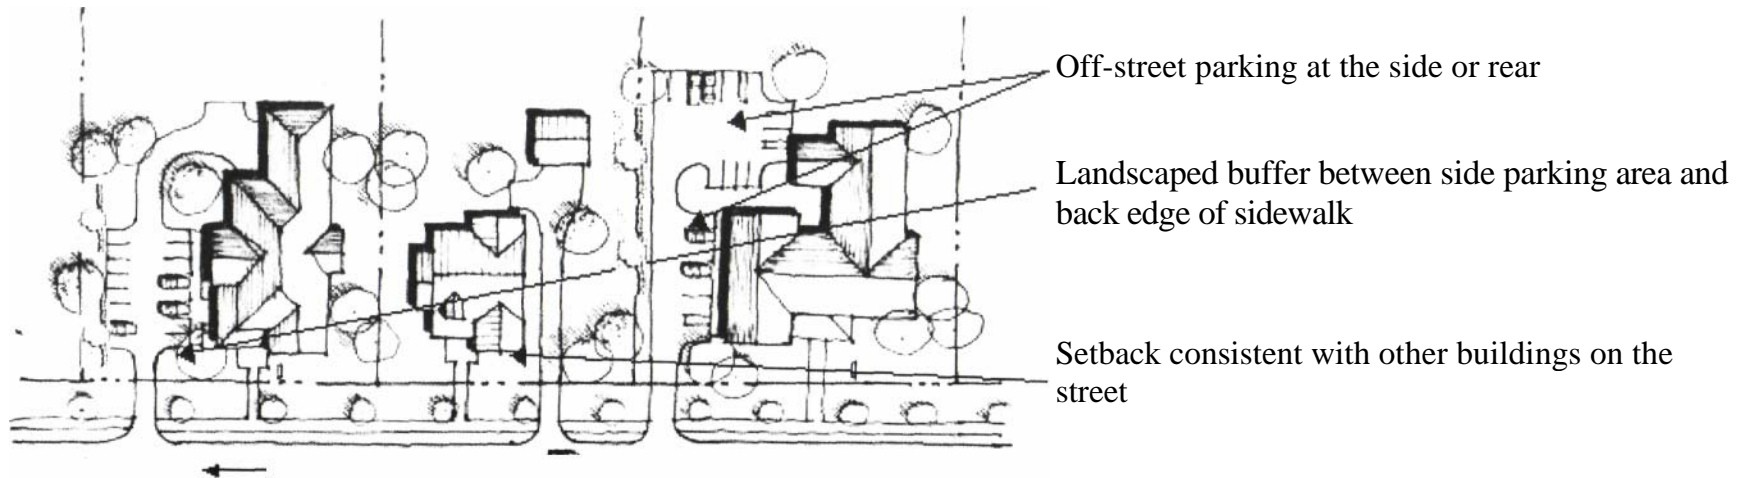 Off-street parking at the side or rear
Landscaped buffer between side parking area and
back edge of sidewalk
Setback consistent with other buildings on the
street